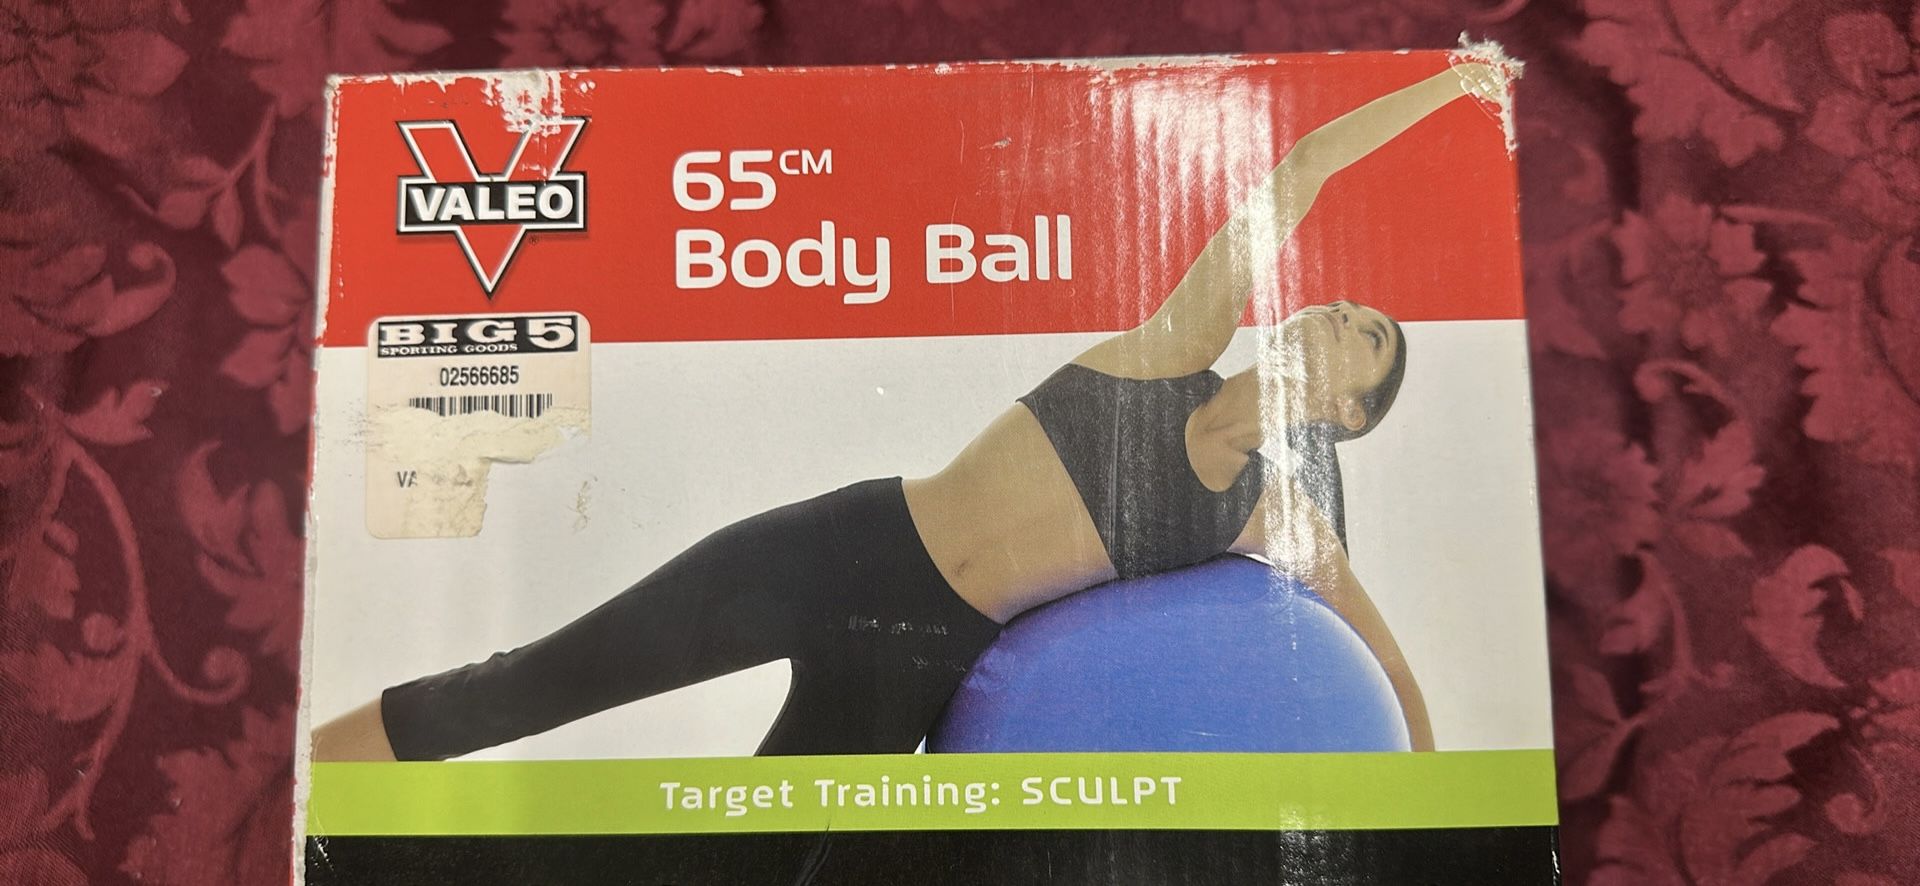 VALEO
65CM
Body Ball
BIG 5
SPORTING GOODS
02566685
Target Training: SCULPT